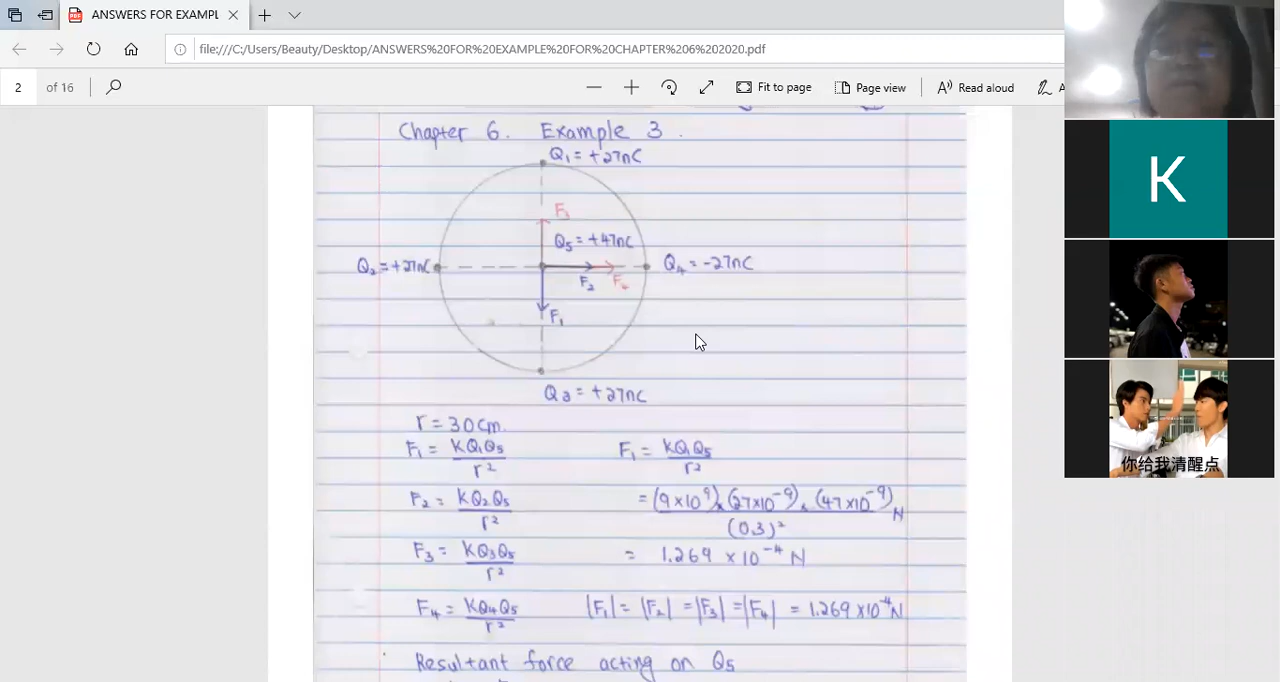 ANSWERS FOR EXAMPL
file:///C:/Users/Beauty/Desktop/ANSWERS%20FOR%20EXAMPLE%20FOR%20CHAPTER%206%202020.pdf
2 of 16
Fit to page
Page view
Read aloud
Chapter 6. Example 3.
Q₁ = +27nC
F₃
Q₅ = +47nC
Q₂ = +27nC
Q₄ = -27nC
F₂
F₄
F₁
Q₃ = +27nC
r = 30cm.
F₁ = KQ₁Q₅ / r²
F₁ = KQ₁Q₅ / r²
F₂ = KQ₂Q₅ / r²
= (9×10⁹) × (27×10⁻⁹) × (47×10⁻⁹) / (0.3)² N
F₃ = KQ₃Q₅ / r²
= 1.269 × 10⁻⁴ N
F₄ = KQ₄Q₅ / r²
|F₁| = |F₂| = |F₃| = |F₄| = 1.269 × 10⁻⁴ N
Resultant force acting on Q₅
K
你给我清醒点